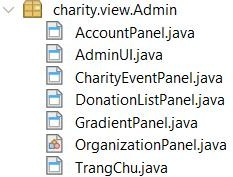 charity.view.Admin
AccountPanel.java
AdminUI.java
CharityEventPanel.java
DonationListPanel.java
GradientPanel.java
OrganizationPanel.java
TrangChu.java